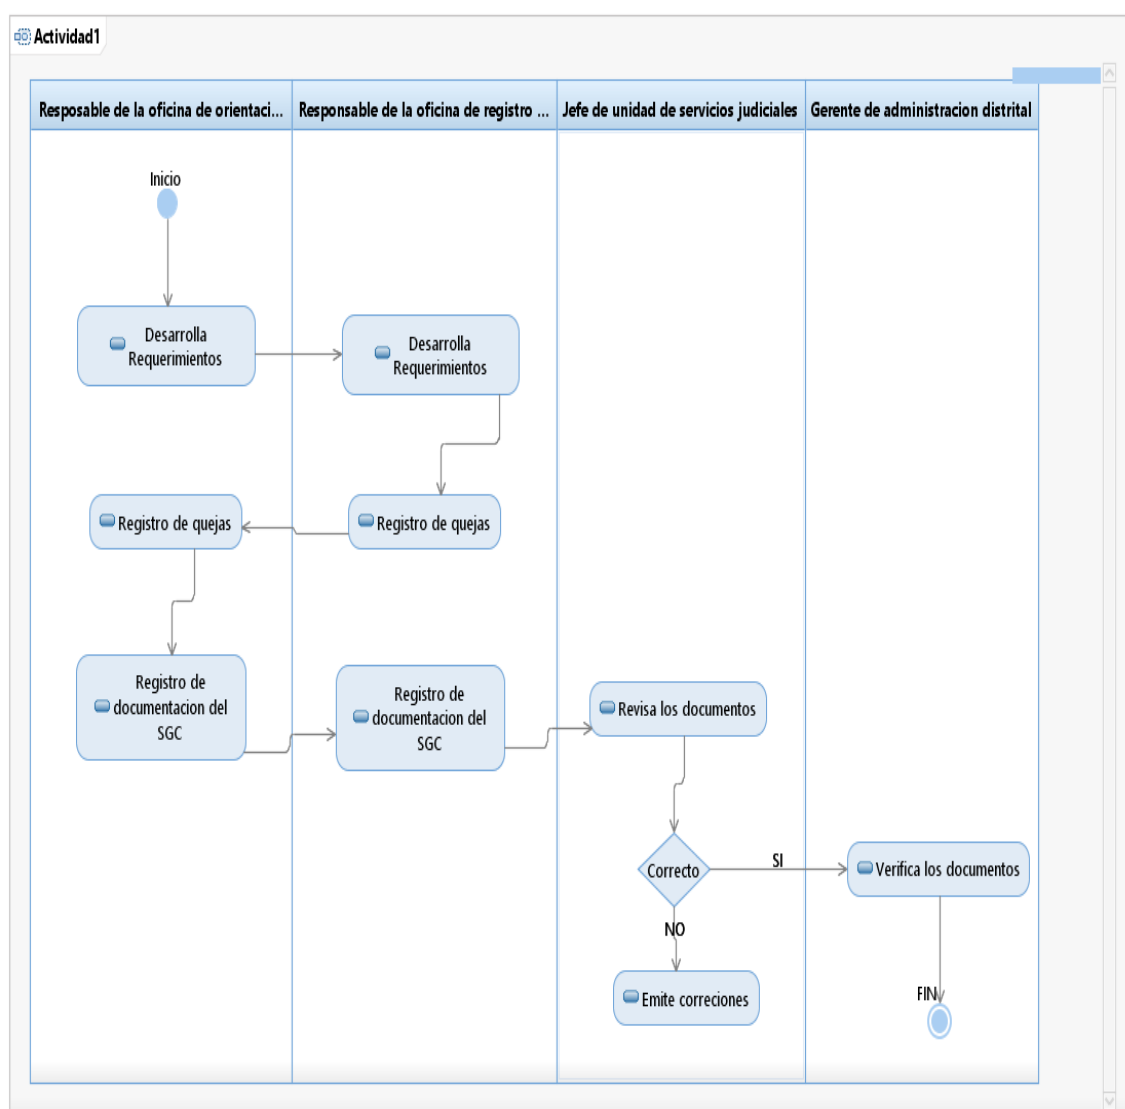 Actividad1
Resposable de la oficina de orientaci...
Responsable de la oficina de registro ...
Jefe de unidad de servicios judiciales
Gerente de administracion distrital
Inicio
Desarrolla
Requerimientos
Desarrolla
Requerimientos
Registro de quejas
Registro de quejas
Registro de
documentacion del
SGC
Registro de
documentacion del
SGC
Revisa los documentos
Correcto
SI
Verifica los documentos
NO
Emite correciones
FIN